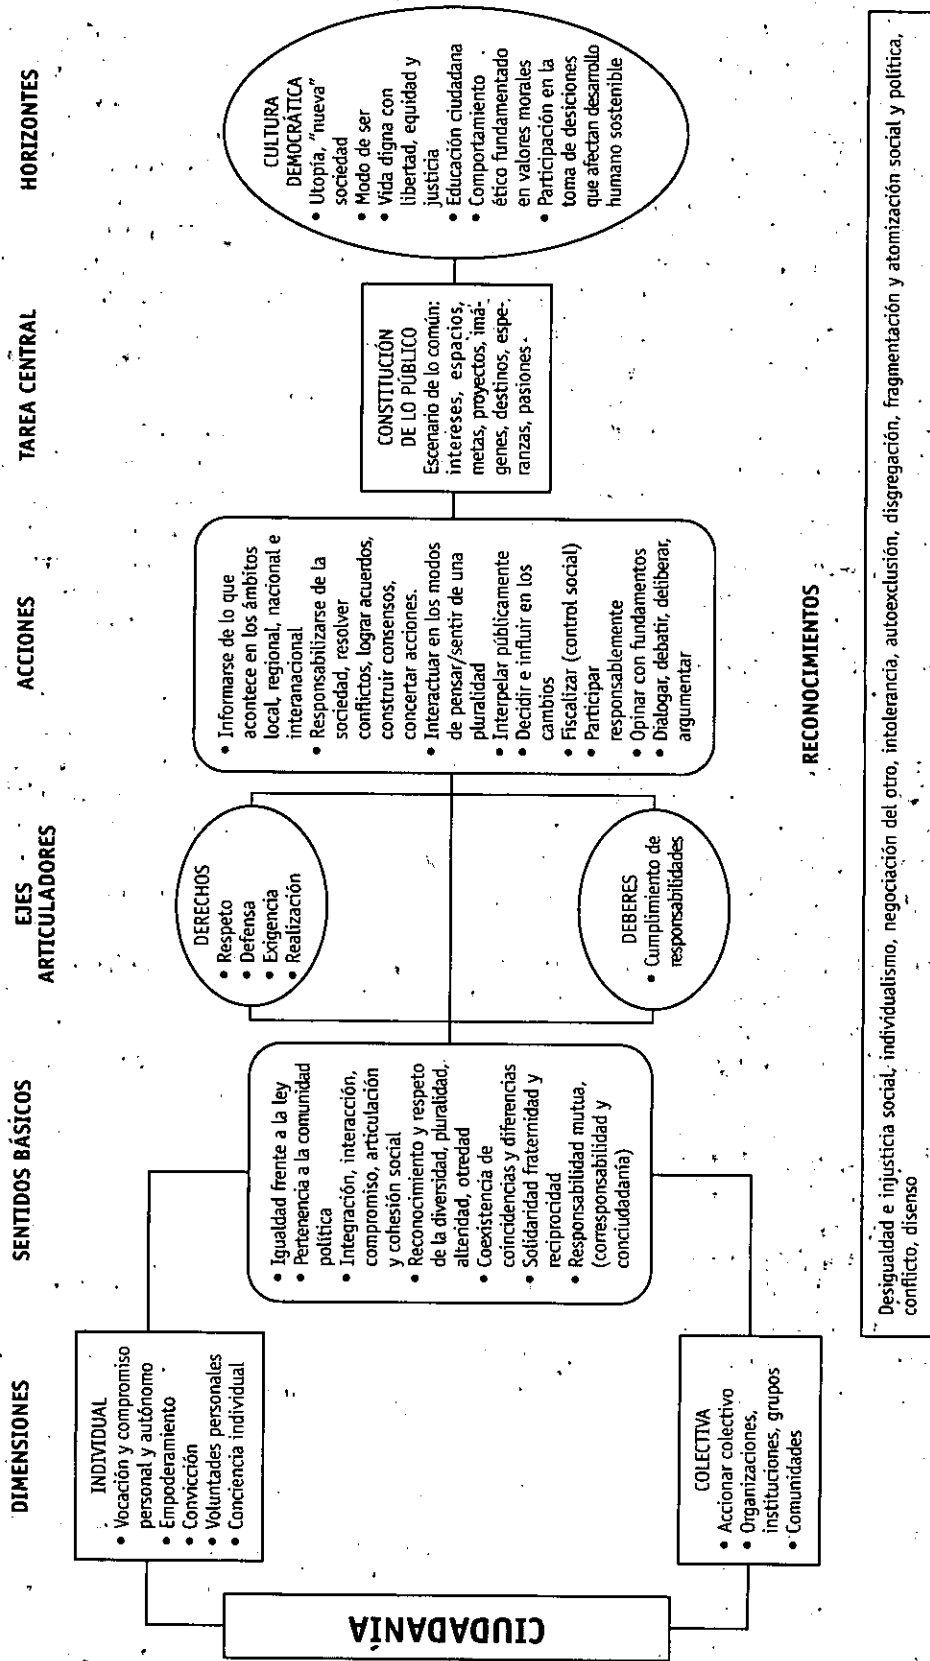 DIMENSIONES
SENTIDOS BÁSICOS
EJES
ARTICULADORES
ACCIONES
TAREA CENTRAL
HORIZONTES
CIUDADANÍA
INDIVIDUAL
• Vocación y compromiso
personal y autónomo
• Empoderamiento
• Convicción
• Voluntades personales
• Conciencia individual
COLECTIVA
• Accionar colectivo
• Organizaciones,
instituciones, grupos
• Comunidades
• Igualdad frente a la ley
• Pertenencia a la comunidad
política
• Integración, interacción,
compromiso, articulación
y cohesión social
• Reconocimiento y respeto
de la diversidad, pluralidad,
alteridad, otredad
• Coexistencia de
coincidencias y diferencias
• Solidaridad fraternidad y
reciprocidad
• Responsabilidad mutua,
(corresponsabilidad y
conciudadanía)
DERECHOS
• Respeto
• Defensa
• Exigencia
• Realización
DEBERES
• Cumplimiento de
responsabilidades
• Informarse de lo que
acontece en los ámbitos
local, regional, nacional e
interanacional
• Responsabilizarse de la
sociedad, resolver
conflictos, lograr acuerdos,
construir consensos,
concertar acciones.
• Interactuar en los modos
de pensar/sentir de una
pluralidad
• Interpelar públicamente
• Decidir e influir en los
cambios
• Fiscalizar (control social)
• Participar
responsablemente
• Opinar con fundamentos
• Dialogar, debatir, deliberar,
argumentar
CONSTITUCIÓN
DE LO PÚBLICO
Escenario de lo común:
intereses, espacios,
metas, proyectos, imá-
genes, destinos, espe-
ranzas, pasiones
CULTURA
DEMOCRÁTICA
• Utopía, "nueva"
sociedad
• Modo de ser
• Vida digna con
libertad, equidad y
justicia
• Educación ciudadana
• Comportamiento
ético fundamentado
en valores morales
• Participación en la
toma de desiciones
que afectan desarrollo
humano sostenible
RECONOCIMIENTOS
Desigualdad e injusticia social, individualismo, negociación del otro, intolerancia, autoexclusión, disgregación, fragmentación y atomización social y política,
conflicto, disenso